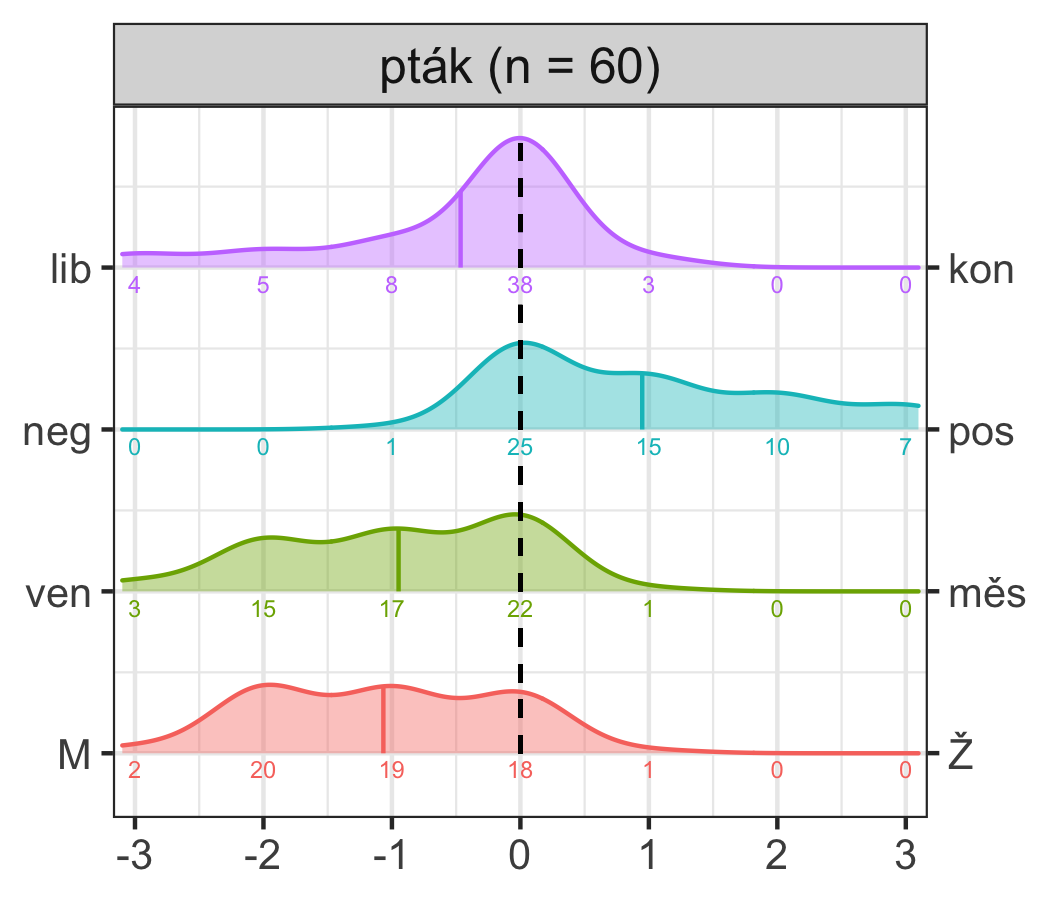 pták (n = 60)
lib kon
4 5 8 38 3 0 0
neg pos
0 0 1 25 15 10 7
ven měs
3 15 17 22 1 0 0
M Ž
2 20 19 18 1 0 0
-3 -2 -1 0 1 2 3